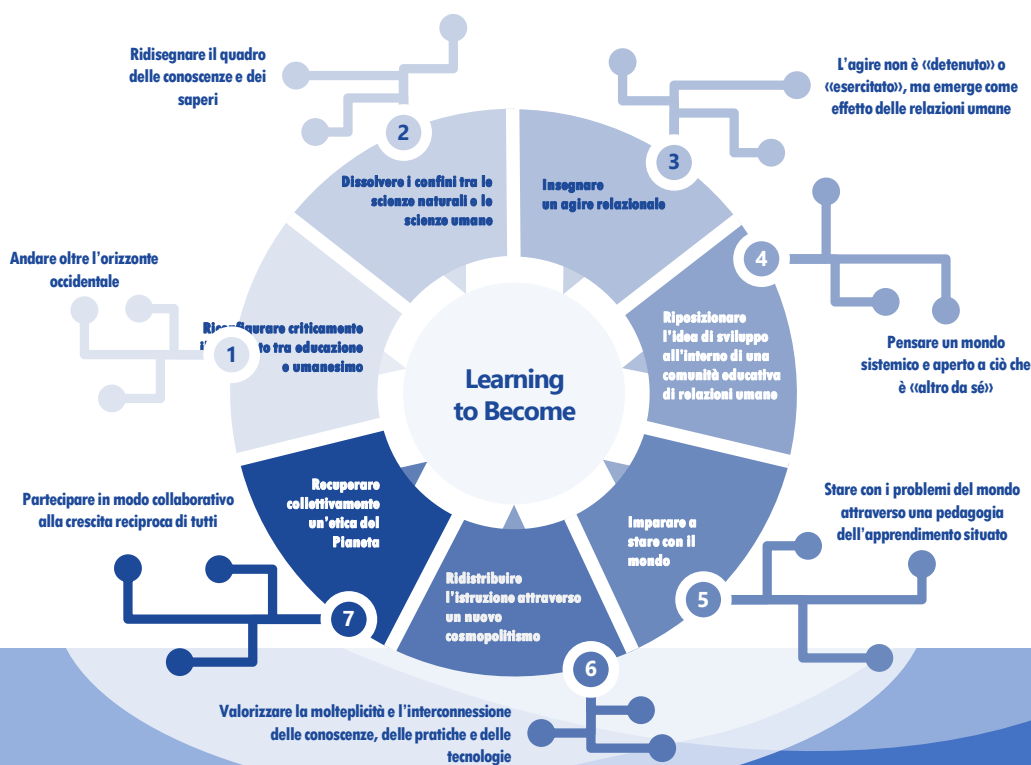 Ridisegnare il quadro
delle conoscenze e dei
saperi
L'agire non è «detenuto» o
«esercitato», ma emerge come
effetto delle relazioni umane
2
3
Dissolvere i confini tra le
scienze naturali e le
scienze umane
Insegnare
un agire relazionale
4
Andare oltre l'orizzonte
occidentale
Riconfigurare criticamente
tra educazione
e umanesimo
1
Riposizionare
l'idea di sviluppo
all'interno di una
comunità educativa
di relazioni umane
Pensare un mondo
sistemico e aperto a ciò che
è «altro da sé»
Learning
to Become
Partecipare in modo collaborativo
alla crescita reciproca di tutti
Recuperare
collettivamente
un'etica del
Pianeta
Imparare a
stare con il
mondo
Stare con i problemi del mondo
attraverso una pedagogia
dell'apprendimento situato
Ridistribuire
l'istruzione attraverso
un nuovo
cosmopolitismo
5
7
6
Valorizzare la molteplicità e l'interconnessione
delle conoscenze, delle pratiche e delle
tecnologie